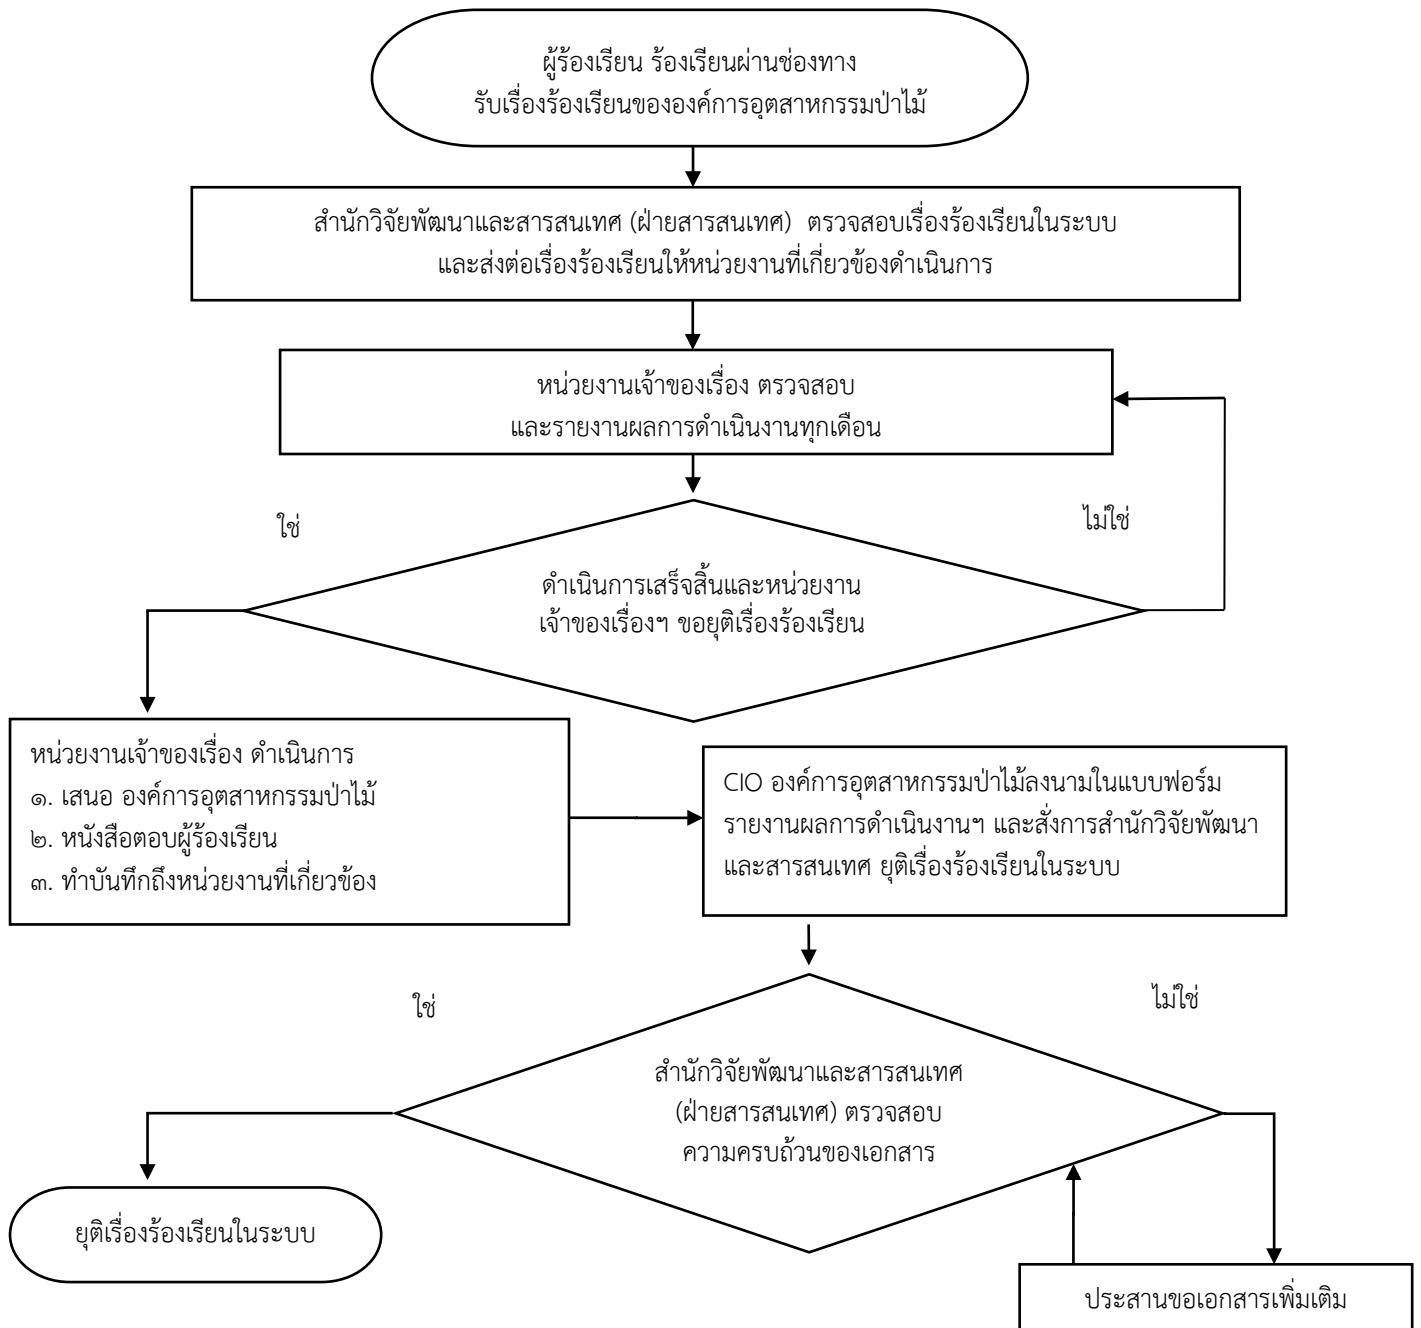 ผู้ร้องเรียน ร้องเรียนผ่านช่องทาง
รับเรื่องร้องเรียนขององค์การอุตสาหกรรมป่าไม้
สำนักวิจัยพัฒนาและสารสนเทศ (ฝ่ายสารสนเทศ) ตรวจสอบเรื่องร้องเรียนในระบบ
และส่งต่อเรื่องร้องเรียนให้หน่วยงานที่เกี่ยวข้องดำเนินการ
หน่วยงานเจ้าของเรื่อง ตรวจสอบ
และรายงานผลการดำเนินงานทุกเดือน
ใช่
ไม่ใช่
ดำเนินการเสร็จสิ้นและหน่วยงาน
เจ้าของเรื่องฯ ขอยุติเรื่องร้องเรียน
หน่วยงานเจ้าของเรื่อง ดำเนินการ
๑. เสนอ องค์การอุตสาหกรรมป่าไม้
๒. หนังสือตอบผู้ร้องเรียน
๓. ทำบันทึกถึงหน่วยงานที่เกี่ยวข้อง
CIO องค์การอุตสาหกรรมป่าไม้ลงนามในแบบฟอร์ม
รายงานผลการดำเนินงานฯ และสั่งการสำนักวิจัยพัฒนา
และสารสนเทศ ยุติเรื่องร้องเรียนในระบบ
ใช่
ไม่ใช่
สำนักวิจัยพัฒนาและสารสนเทศ
(ฝ่ายสารสนเทศ) ตรวจสอบ
ความครบถ้วนของเอกสาร
ยุติเรื่องร้องเรียนในระบบ
ประสานขอเอกสารเพิ่มเติม